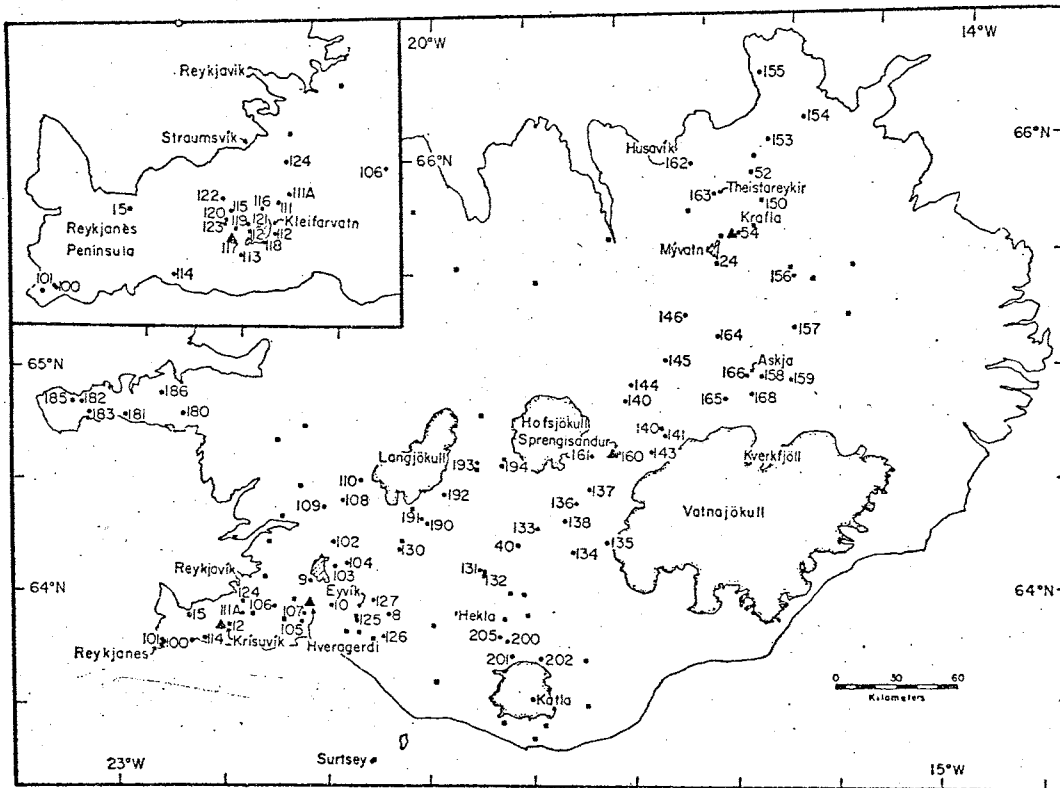 20°W 14°W
Reykjavik
Straumsvik
124
106
122 115 116 111A
15 120 121 111 Kleifarvatn
123 119 12 112
117 118
113
Reykjanes
Peninsula
114
101 100
66°N
155
154
66°N
153
Husavik
162
52
163 Theistareykir
150
Krafla
54
Mývatn
24
156
146
164
157
65°N
145
Askja
166 158 159
144
140
165 168
185 182 186
183 181 180
140 141
Hofsjökull
Sprengisandur
161 160 143
Kverkfjöll
Langjökull
193 194
110
109 108
192
137
136
191 190
133 138
Vatnajökull
102
130
40
134 135
104
103
9
131 132
64°N
64°N
Reykjavik
Eyvik
124
10 127
111A 106 107
15
125 8
Hekla
12
105
126
205 200
101 100 114
Krisuvik
Hveragerdi
Reykjanes
201 202
Katla
0 30 60
Kilometers
Surtsey
23°W 15°W